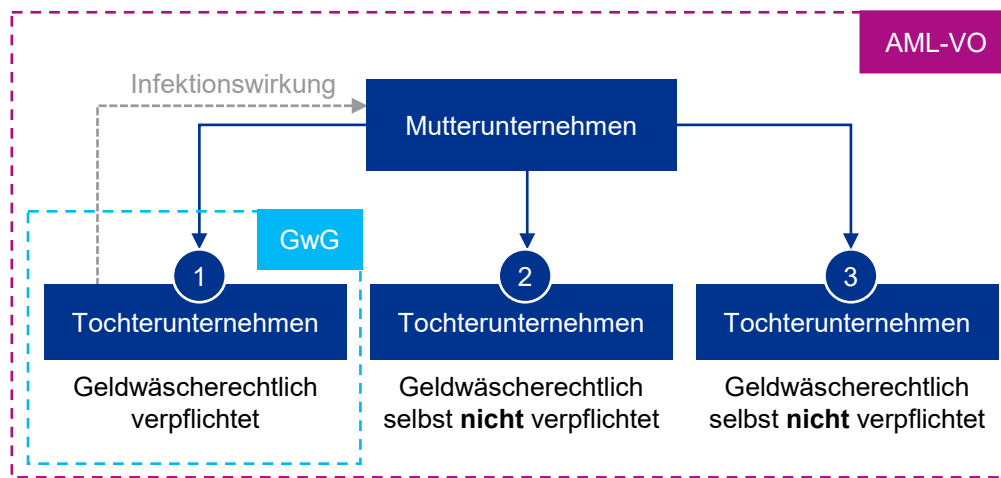 AML-VO
Infektionswirkung
Mutterunternehmen
GwG
1
2
3
Tochterunternehmen
Tochterunternehmen
Tochterunternehmen
Geldwäscherechtlich
verpflichtet
Geldwäscherechtlich
selbst nicht verpflichtet
Geldwäscherechtlich
selbst nicht verpflichtet